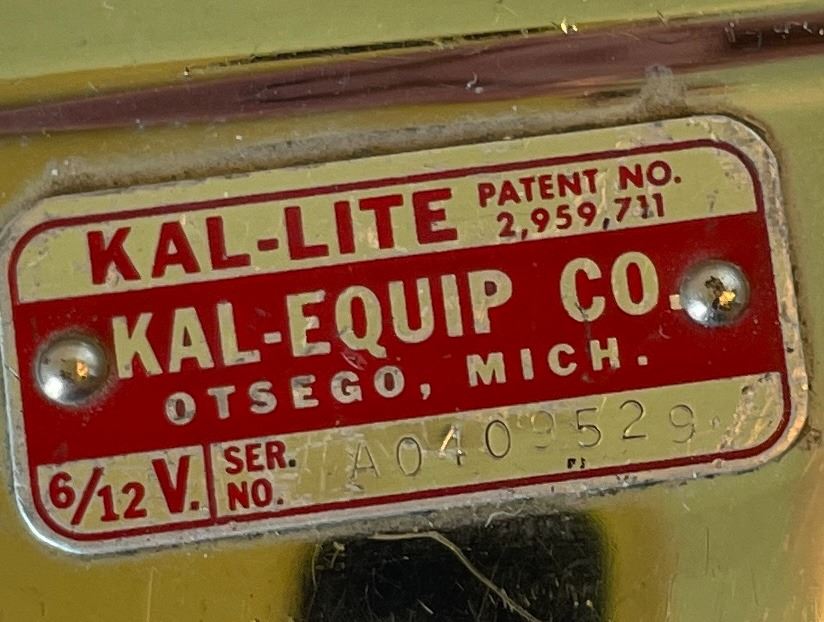 KAL-LITE PATENT NO.
2,959,711
KAL-EQUIP CO.
OTSEGO, MICH.
6/12 V. SER. NO. A0409529